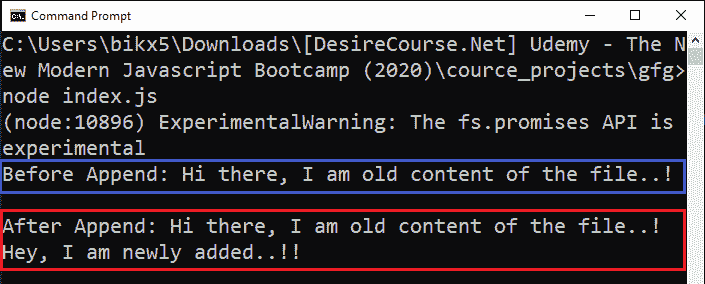 Command Prompt
C:\Users\bikx5\Downloads\[DesireCourse.Net] Udemy - The N
ew Modern Javascript Bootcamp (2020)\cource_projects\gfg>
node index.js
(node:10896) ExperimentalWarning: The fs.promises API is
experimental
Before Append: Hi there, I am old content of the file..!
After Append: Hi there, I am old content of the file..!
Hey, I am newly added..!!